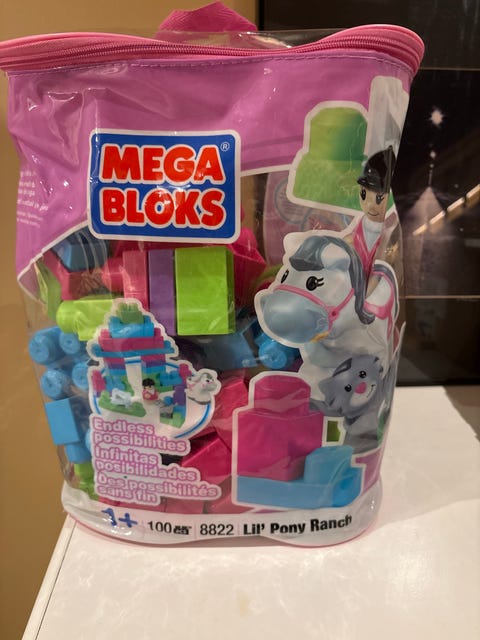 MEGA®
BLOKS
Endless
possibilities
Infinitas
posibilidades
Des possibilités
sans fin
1+ 100 8822 Lil' Pony Ranch